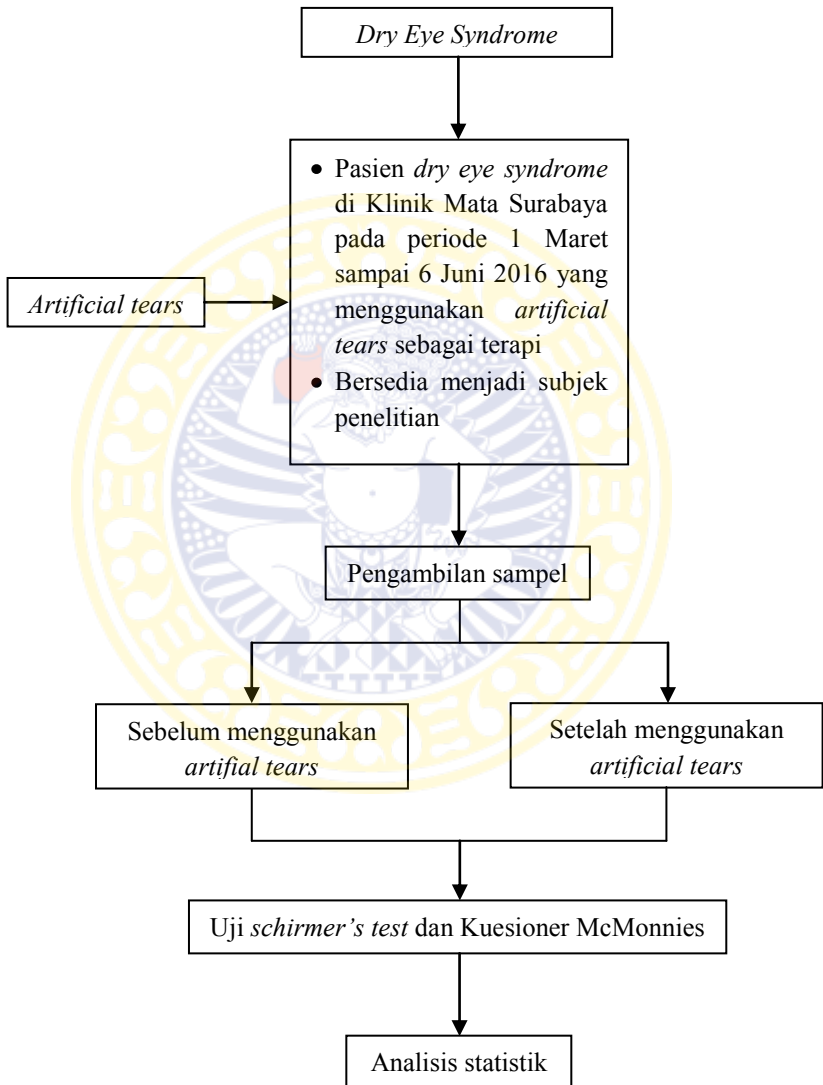 Dry Eye Syndrome
• Pasien dry eye syndrome
di Klinik Mata Surabaya
pada periode 1 Maret
sampai 6 Juni 2016 yang
menggunakan artificial
tears sebagai terapi
• Bersedia menjadi subjek
penelitian
Artificial tears
Pengambilan sampel
Sebelum menggunakan
artifial tears
Setelah menggunakan
artificial tears
Uji schirmer’s test dan Kuesioner McMonnies
Analisis statistik